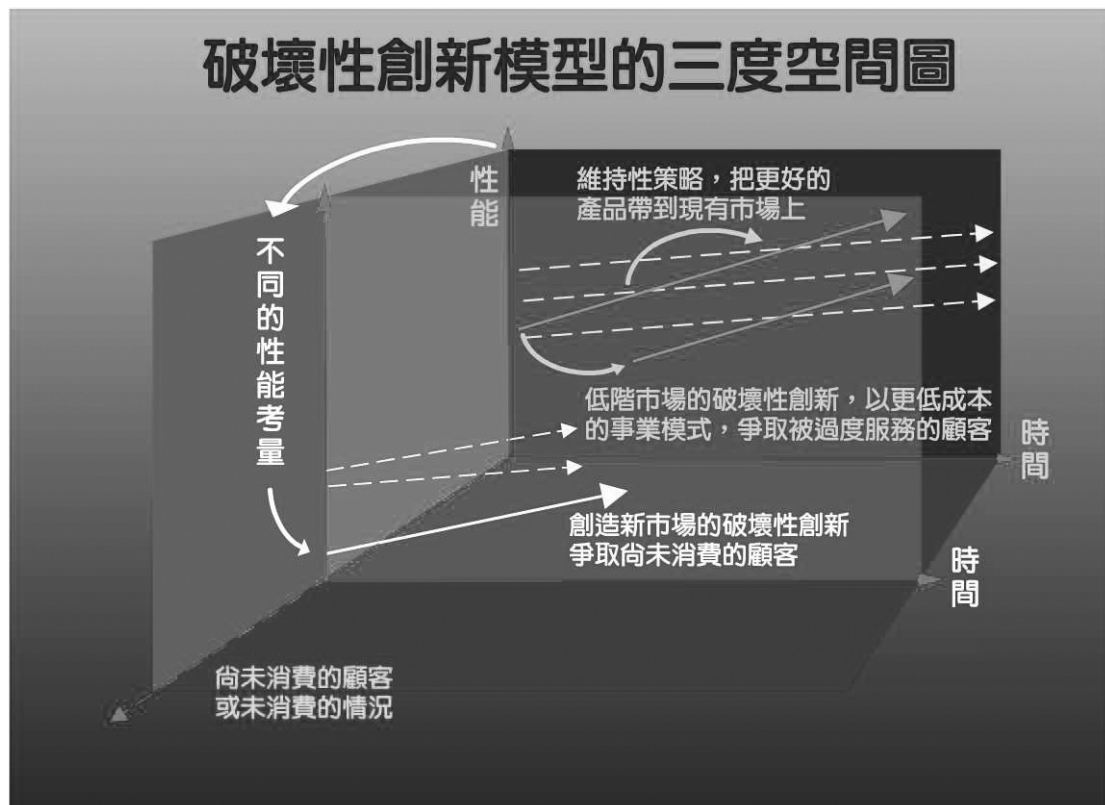 破壞性創新模型的三度空間圖
性能
維持性策略，把更好的
產品帶到現有市場上
不同的性能考量
低階市場的破壞性創新，以更低成本
的事業模式，爭取被過度服務的顧客
時間
創造新市場的破壞性創新
爭取尚未消費的顧客
時間
尚未消費的顧客
或未消費的情況